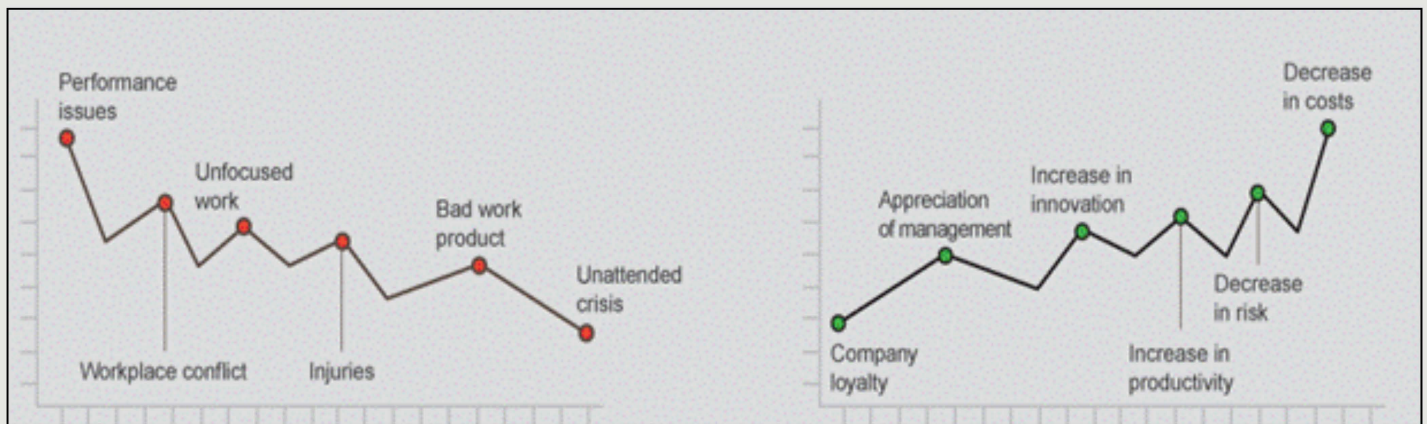 Performance
issues
Unfocused
work
Bad work
product
Unattended
crisis
Workplace conflict
Injuries
Decrease
in costs
Increase in
innovation
Appreciation
of management
Decrease
in risk
Company
loyalty
Increase in
productivity